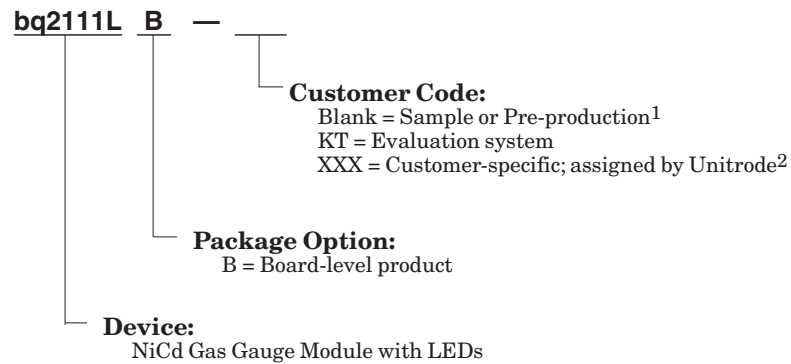 bq2111L B —
Customer Code:
Blank = Sample or Pre-production1
KT = Evaluation system
XXX = Customer-specific; assigned by Unitrode2
Package Option:
B = Board-level product
Device:
NiCd Gas Gauge Module with LEDs